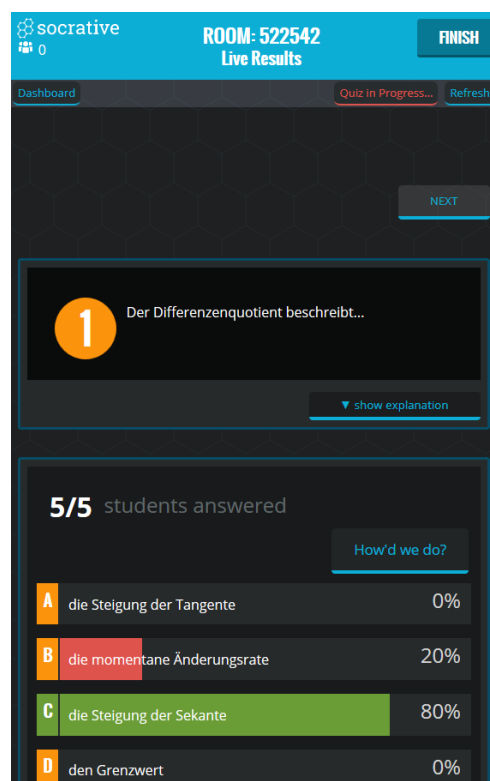 socrative
0
ROOM: 522542
Live Results
FINISH
Dashboard
Quiz in Progress...
Refresh
NEXT
1
Der Differenzenquotient beschreibt...
▼ show explanation
5/5 students answered
How'd we do?
A die Steigung der Tangente 0%
B die momentane Änderungsrate 20%
C die Steigung der Sekante 80%
D den Grenzwert 0%